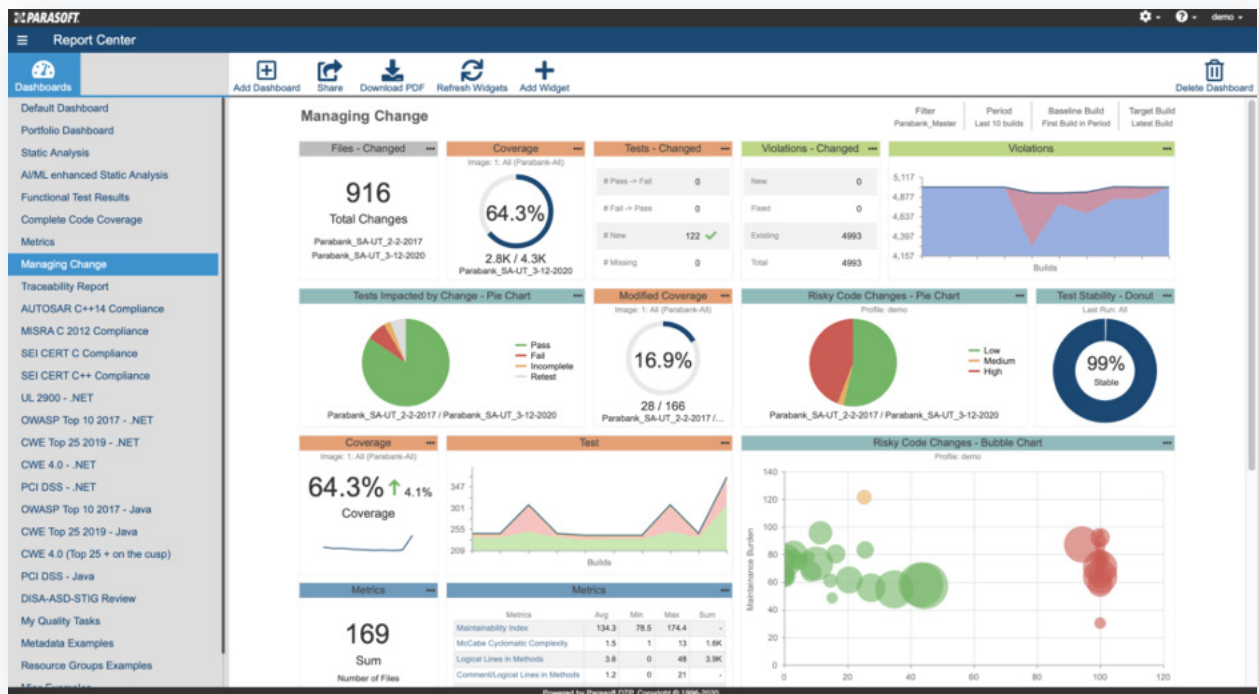 PARASOFT.
demo
Report Center
Dashboards
Add Dashboard
Share
Download PDF
Refresh Widgets
Add Widget
Delete Dashboard
Default Dashboard
Portfolio Dashboard
Static Analysis
AI/ML enhanced Static Analysis
Functional Test Results
Complete Code Coverage
Metrics
Managing Change
Traceability Report
AUTOSAR C++14 Compliance
MISRA C 2012 Compliance
SEI CERT C Compliance
SEI CERT C++ Compliance
UL 2900 - .NET
OWASP Top 10 2017 - .NET
CWE Top 25 2019 - .NET
CWE 4.0 - .NET
PCI DSS - .NET
OWASP Top 10 2017 - Java
CWE Top 25 2019 - Java
CWE 4.0 (Top 25 + on the cusp)
PCI DSS - Java
DISA-ASD-STIG Review
My Quality Tasks
Metadata Examples
Resource Groups Examples
Managing Change
Filter
Parabank_Master
Period
Last 10 builds
Baseline Build
First Build in Period
Target Build
Latest Build
Files - Changed
916
Total Changes
Parabank_SA-UT_2-2-2017
Parabank_SA-UT_3-12-2020
Coverage
Image: 1: All (Parabank-All)
64.3%
2.8K / 4.3K
Parabank_SA-UT_3-12-2020
Tests - Changed
# Pass -> Fail 0
# Fail -> Pass 0
# New 122
# Missing 0
Violations - Changed
New 0
Fixed 0
Existing 4993
Total 4993
Violations
5,117
4,877
4,637
4,397
4,157
Builds
Tests Impacted by Change - Pie Chart
Pass
Fail
Incomplete
Retest
Parabank_SA-UT_2-2-2017 / Parabank_SA-UT_3-12-2020
Modified Coverage
Image: 1: All (Parabank-All)
16.9%
28 / 166
Parabank_SA-UT_2-2-2017 /...
Risky Code Changes - Pie Chart
Profile: demo
Low
Medium
High
Parabank_SA-UT_2-2-2017 / Parabank_SA-UT_3-12-2020
Test Stability - Donut
Last Run: All
99%
Stable
Coverage
Image: 1: All (Parabank-All)
64.3% 4.1%
Coverage
Test
347
301
255
209
Builds
Risky Code Changes - Bubble Chart
Profile: demo
Maintainance Burden
140
120
100
80
60
40
20
0
0 20 40 60 80 100 120
Metrics
169
Sum
Number of Files
Metrics
Metrics Avg Min Max Sum
Maintainability Index 134.3 78.5 174.4 -
McCabe Cyclomatic Complexity 1.5 1 13 1.6K
Logical Lines in Methods 3.6 0 48 3.9K
Comment/Logical Lines in Methods 1.2 0 21 -
Powered by Parasoft DTP. Copyright © 1996-2020